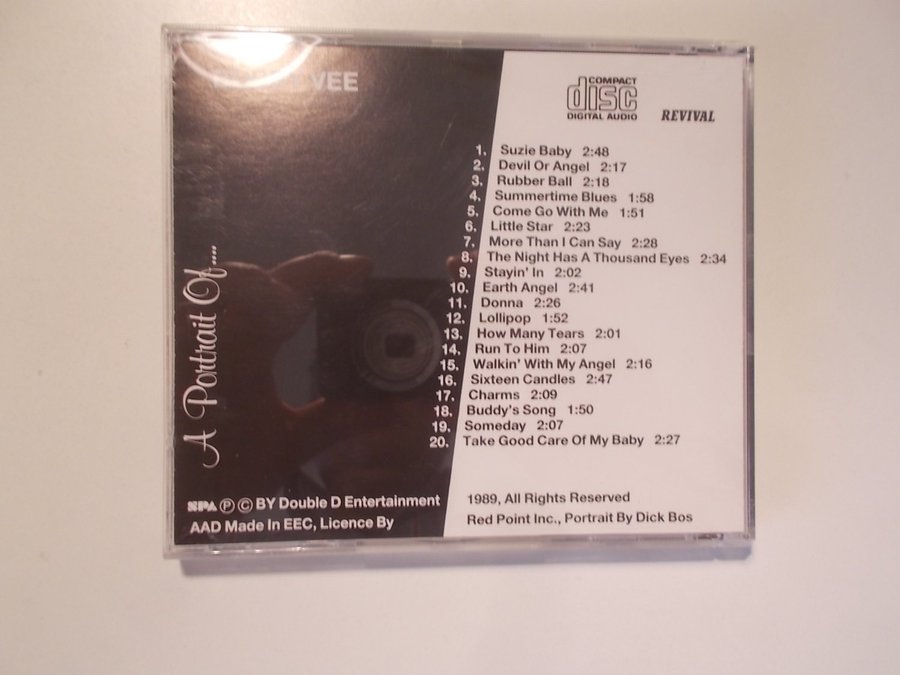 VEE
COMPACT
disc
DIGITAL AUDIO
REVIVAL
A Portrait Of....
1. Suzie Baby 2:48
2. Devil Or Angel 2:17
3. Rubber Ball 2:18
4. Summertime Blues 1:58
5. Come Go With Me 1:51
6. Little Star 2:23
7. More Than I Can Say 2:28
8. The Night Has A Thousand Eyes 2:34
9. Stayin' In 2:02
10. Earth Angel 2:41
11. Donna 2:26
12. Lollipop 1:52
13. How Many Tears 2:01
14. Run To Him 2:07
15. Walkin' With My Angel 2:16
16. Sixteen Candles 2:47
17. Charms 2:09
18. Buddy's Song 1:50
19. Someday 2:07
20. Take Good Care Of My Baby 2:27
SPA Ⓟ © BY Double D Entertainment
AAD Made In EEC, Licence By
1989, All Rights Reserved
Red Point Inc., Portrait By Dick Bos